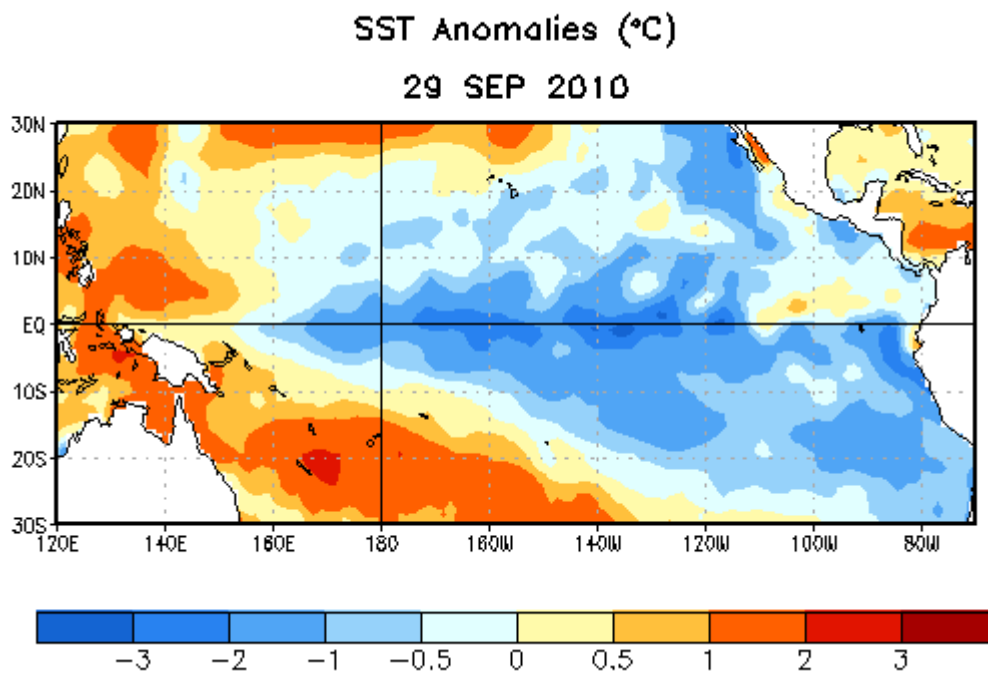 SST Anomalies (°C)
29 SEP 2010
30N
20N
10N
EQ
10S
20S
30S
120E 140E 160E 180 160W 140W 120W 100W 80W
-3 -2 -1 -0.5 0 0.5 1 2 3